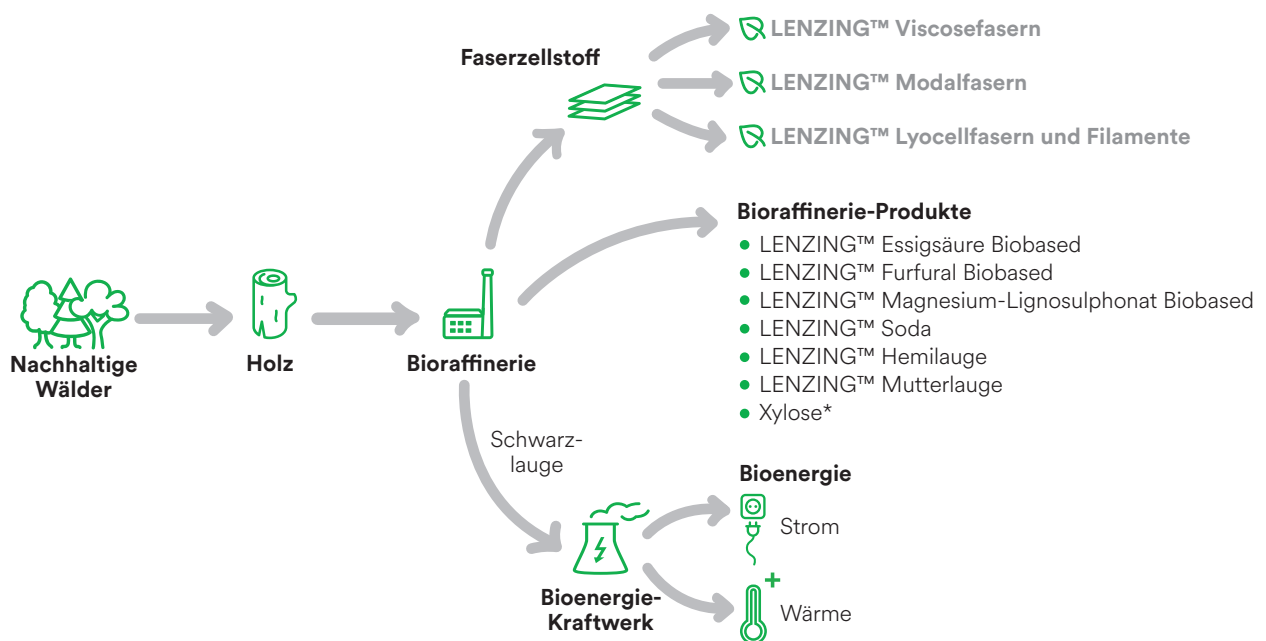 Faserzellstoff
LENZING™ Viscosefasern
LENZING™ Modalfasern
LENZING™ Lyocellfasern und Filamente
Bioraffinerie-Produkte
LENZING™ Essigsäure Biobased
LENZING™ Furfural Biobased
LENZING™ Magnesium-Lignosulphonat Biobased
LENZING™ Soda
LENZING™ Hemilauge
LENZING™ Mutterlauge
Xylose*
Nachhaltige
Wälder
Holz
Bioraffinerie
Schwarz-
lauge
Bioenergie-
Kraftwerk
Bioenergie
Strom
Wärme